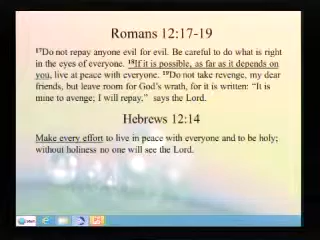 Romans 12:17-19
¹⁷Do not repay anyone evil for evil. Be careful to do what is right
in the eyes of everyone. ¹⁸If it is possible, as far as it depends on
you, live at peace with everyone. ¹⁹Do not take revenge, my dear
friends, but leave room for God's wrath, for it is written: "It is
mine to avenge; I will repay," says the Lord.
Hebrews 12:14
Make every effort to live in peace with everyone and to be holy;
without holiness no one will see the Lord.